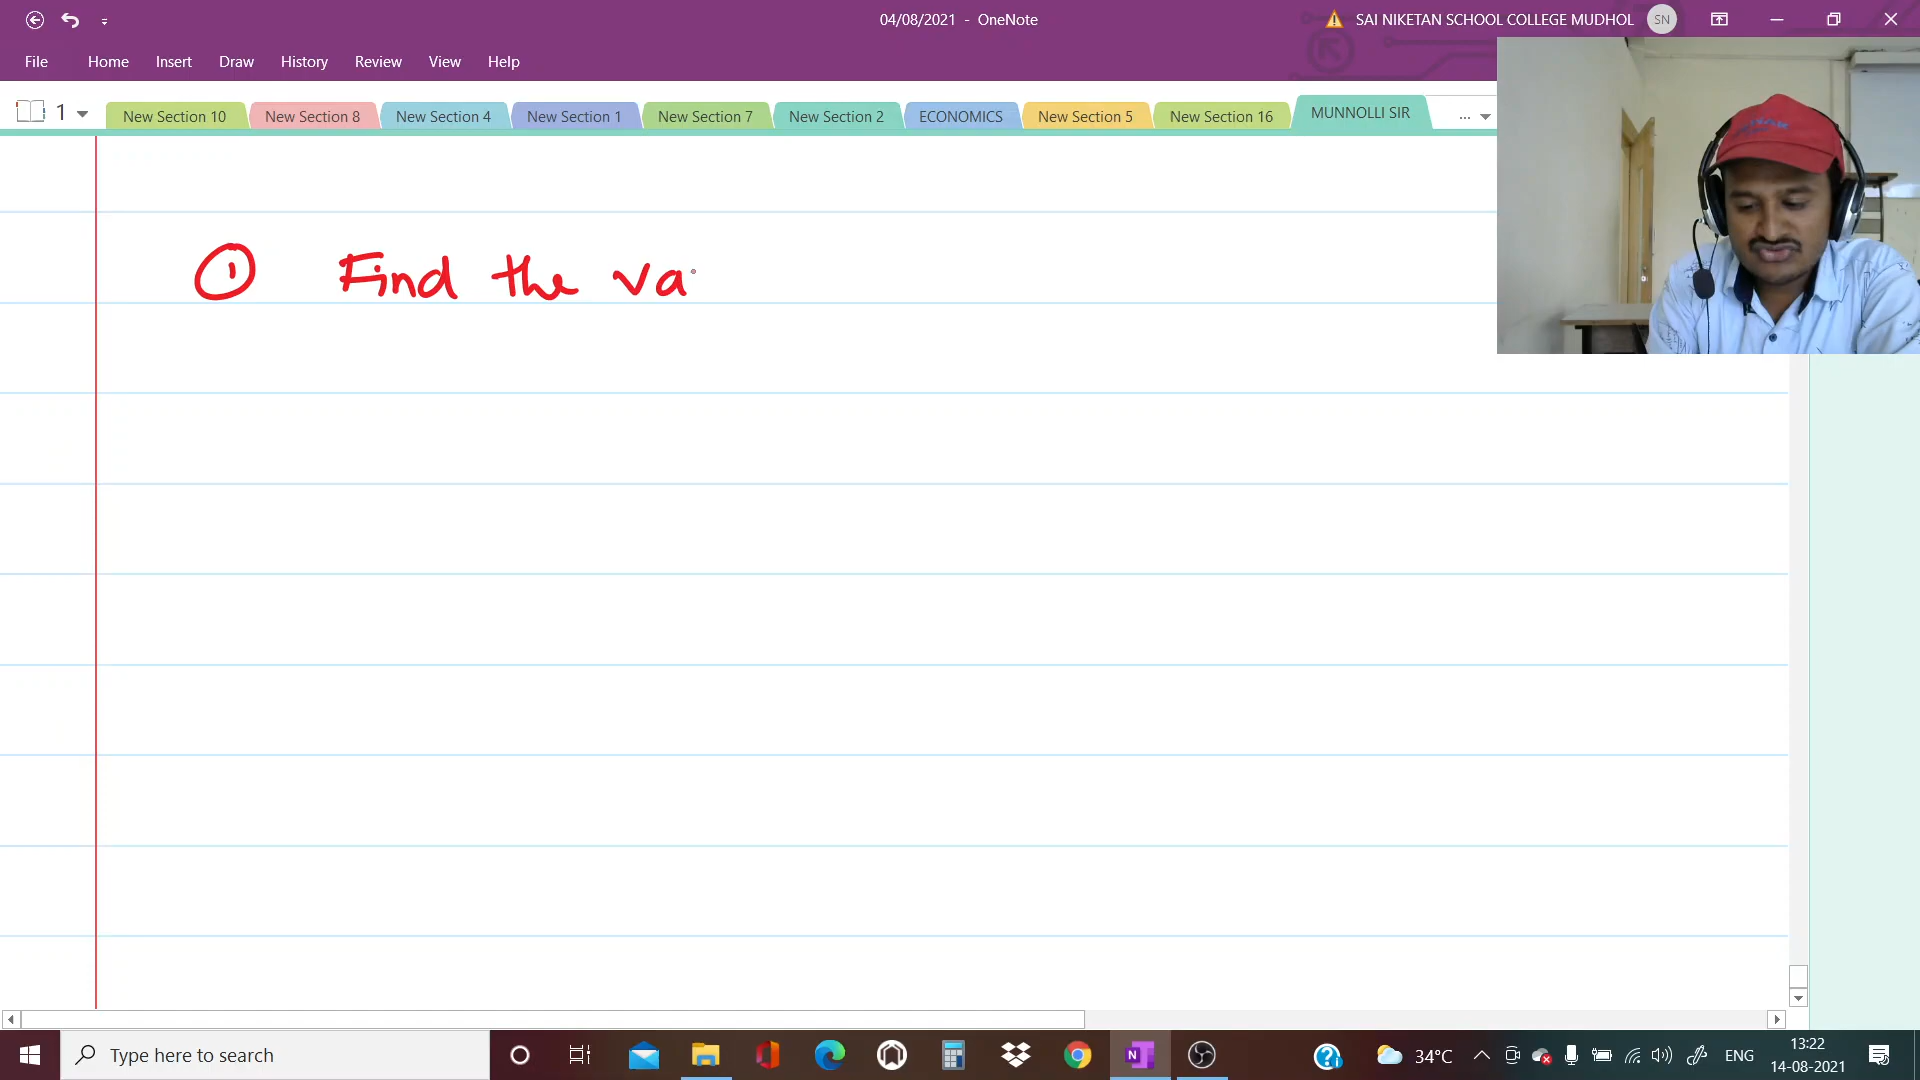 04/08/2021 - OneNote
SAI NIKETAN SCHOOL COLLEGE MUDHOL
SN
File Home Insert Draw History Review View Help
1
New Section 10 New Section 8 New Section 4 New Section 1 New Section 7 New Section 2 ECONOMICS New Section 5 New Section 16 MUNNOLLI SIR ...
① Find the va
Type here to search
N
34°C
ENG
13:22
14-08-2021